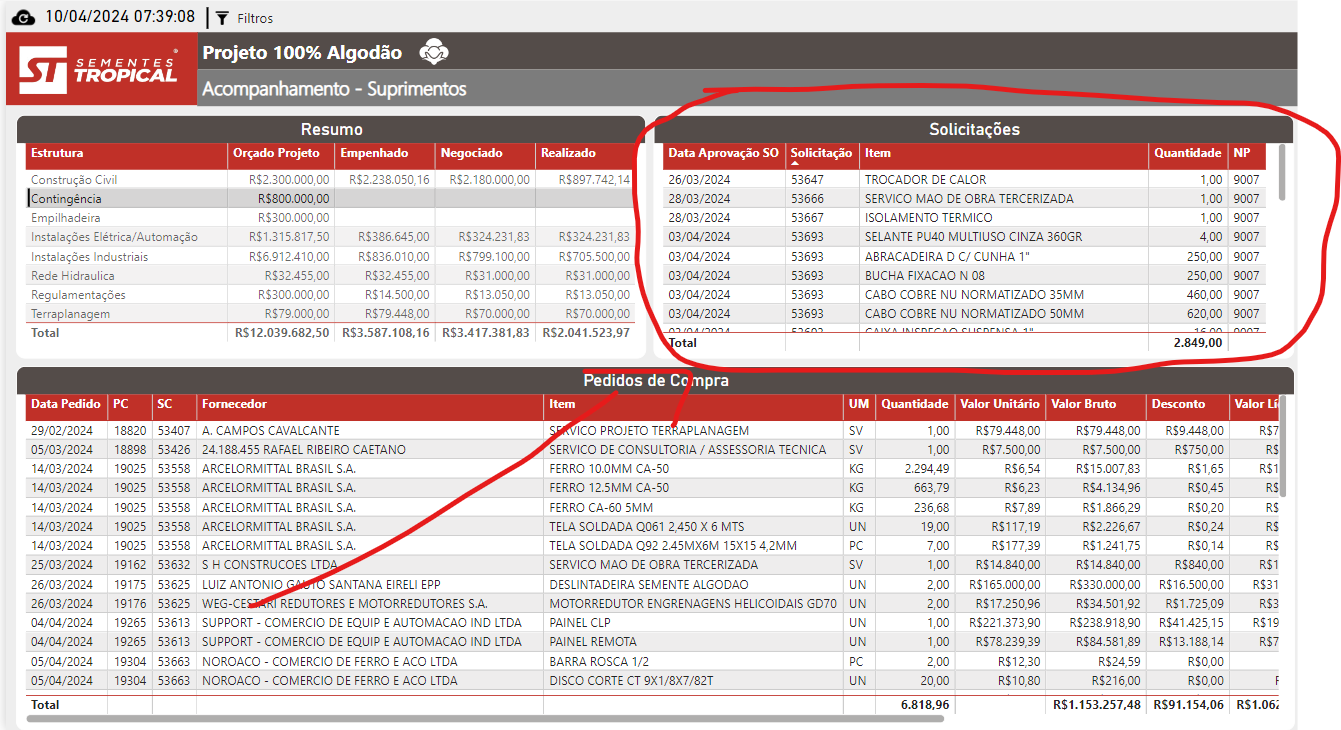 10/04/2024 07:39:08 Filtros
ST SEMENTES TROPICAL
Projeto 100% Algodão
Acompanhamento - Suprimentos
Resumo
Estrutura Orçado Projeto Empenhado Negociado Realizado
Construção Civil R$2.300.000,00 R$2.238.050,16 R$2.180.000,00 R$897.742,14
Contingência R$800.000,00
Empilhadeira R$300.000,00
Instalações Elétrica/Automação R$1.315.817,50 R$386.645,00 R$324.231,83 R$324.231,83
Instalações Industriais R$6.912.410,00 R$836.010,00 R$799.100,00 R$705.500,00
Rede Hidraulica R$32.455,00 R$32.455,00 R$31.000,00 R$31.000,00
Regulamentações R$300.000,00 R$14.500,00 R$13.050,00 R$13.050,00
Terraplanagem R$79.000,00 R$79.448,00 R$70.000,00 R$70.000,00
Total R$12.039.682,50 R$3.587.108,16 R$3.417.381,83 R$2.041.523,97
Solicitações
Data Aprovação SO Solicitação Item Quantidade NP
26/03/2024 53647 TROCADOR DE CALOR 1,00 9007
28/03/2024 53666 SERVICO MAO DE OBRA TERCERIZADA 1,00 9007
28/03/2024 53667 ISOLAMENTO TERMICO 1,00 9007
03/04/2024 53693 SELANTE PU40 MULTIUSO CINZA 360GR 4,00 9007
03/04/2024 53693 ABRACADEIRA D C/ CUNHA 1" 250,00 9007
03/04/2024 53693 BUCHA FIXACAO N 08 250,00 9007
03/04/2024 53693 CABO COBRE NU NORMATIZADO 35MM 460,00 9007
03/04/2024 53693 CABO COBRE NU NORMATIZADO 50MM 620,00 9007
03/04/2024 53693 CAIXA INSPECAO SUSPENSA 1" 16,00 9007
Total 2.849,00
Pedidos de Compra
Data Pedido PC SC Fornecedor Item UM Quantidade Valor Unitário Valor Bruto Desconto Valor Lí
29/02/2024 18820 53407 A. CAMPOS CAVALCANTE SERVICO PROJETO TERRAPLANAGEM SV 1,00 R$79.448,00 R$79.448,00 R$9.448,00 R$7
05/03/2024 18898 53426 24.188.455 RAFAEL RIBEIRO CAETANO SERVICO DE CONSULTORIA / ASSESSORIA TECNICA SV 1,00 R$7.500,00 R$7.500,00 R$750,00 R$
14/03/2024 19025 53558 ARCELORMITTAL BRASIL S.A. FERRO 10.0MM CA-50 KG 2.294,49 R$6,54 R$15.007,83 R$1,65 R$1
14/03/2024 19025 53558 ARCELORMITTAL BRASIL S.A. FERRO 12.5MM CA-50 KG 663,79 R$6,23 R$4.134,96 R$0,45 R$
14/03/2024 19025 53558 ARCELORMITTAL BRASIL S.A. FERRO CA-60 5MM KG 236,68 R$7,89 R$1.866,29 R$0,20 R$
14/03/2024 19025 53558 ARCELORMITTAL BRASIL S.A. TELA SOLDADA Q061 2,450 X 6 MTS UN 19,00 R$117,19 R$2.226,67 R$0,24 R$
14/03/2024 19025 53558 ARCELORMITTAL BRASIL S.A. TELA SOLDADA Q92 2.45MX6M 15X15 4,2MM PC 7,00 R$177,39 R$1.241,75 R$0,14 R$
25/03/2024 19162 53632 S H CONSTRUCOES LTDA SERVICO MAO DE OBRA TERCERIZADA SV 1,00 R$14.840,00 R$14.840,00 R$840,00 R$1
26/03/2024 19175 53625 LUIZ ANTONIO GAUTO SANTANA EIRELI EPP DESLINTADEIRA SEMENTE ALGODAO UN 2,00 R$165.000,00 R$330.000,00 R$16.500,00 R$31
26/03/2024 19176 53625 WEG-CESTARI REDUTORES E MOTORREDUTORES S.A. MOTORREDUTOR ENGRENAGENS HELICOIDAIS GD70 UN 2,00 R$17.250,96 R$34.501,92 R$1.725,09 R$3
04/04/2024 19265 53613 SUPPORT - COMERCIO DE EQUIP E AUTOMACAO IND LTDA PAINEL CLP UN 1,00 R$221.373,90 R$238.918,90 R$41.425,15 R$19
04/04/2024 19265 53613 SUPPORT - COMERCIO DE EQUIP E AUTOMACAO IND LTDA PAINEL REMOTA UN 1,00 R$78.239,39 R$84.581,89 R$13.188,14 R$7
05/04/2024 19304 53663 NOROACO - COMERCIO DE FERRO E ACO LTDA BARRA ROSCA 1/2 PC 2,00 R$12,30 R$24,59 R$0,00
05/04/2024 19304 53663 NOROACO - COMERCIO DE FERRO E ACO LTDA DISCO CORTE CT 9X1/8X7/82T UN 20,00 R$10,80 R$216,00 R$0,00
Total 6.818,96 R$1.153.257,48 R$91.154,06 R$1.062